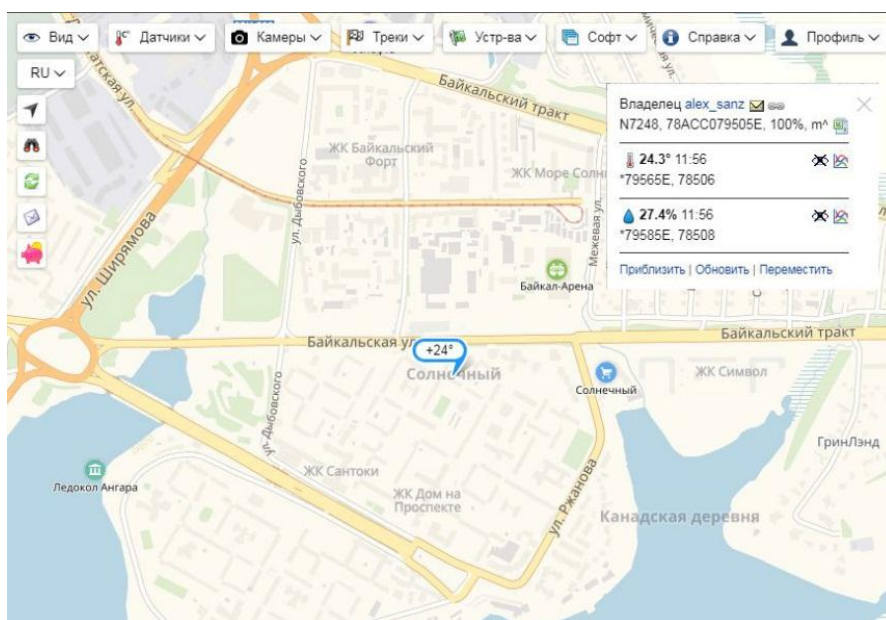 Вид
Датчики
Камеры
Треки
Устр-ва
Софт
Справка
Профиль
RU
Байкальский тракт
Владелец alex_sanz
N7248, 78ACC079505E, 100%, m^
24.3° 11:56
*79565E, 78506
27.4% 11:56
*79585E, 78508
Приблизить | Обновить | Переместить
ЖК Байкальский
Форт
ЖК Море Солн
ул. Дыбовского
Межевая ул.
ул. Ширямова
Байкал-Арена
Байкальская ул
Байкальский тракт
+24°
Солнечный
Солнечный
ЖК Символ
ул. Дыбовского
ГринЛэнд
Ледокол Ангара
ЖК Сантоки
ЖК Дом на
Проспекте
ул. Ржанова
Канадская деревня